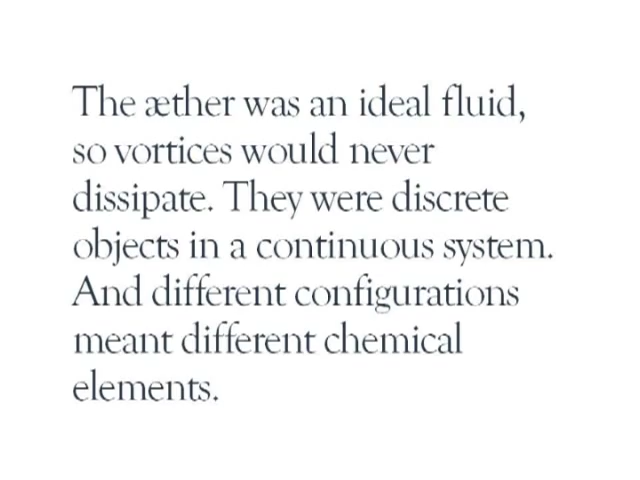 The æther was an ideal fluid,
so vortices would never
dissipate. They were discrete
objects in a continuous system.
And different configurations
meant different chemical
elements.